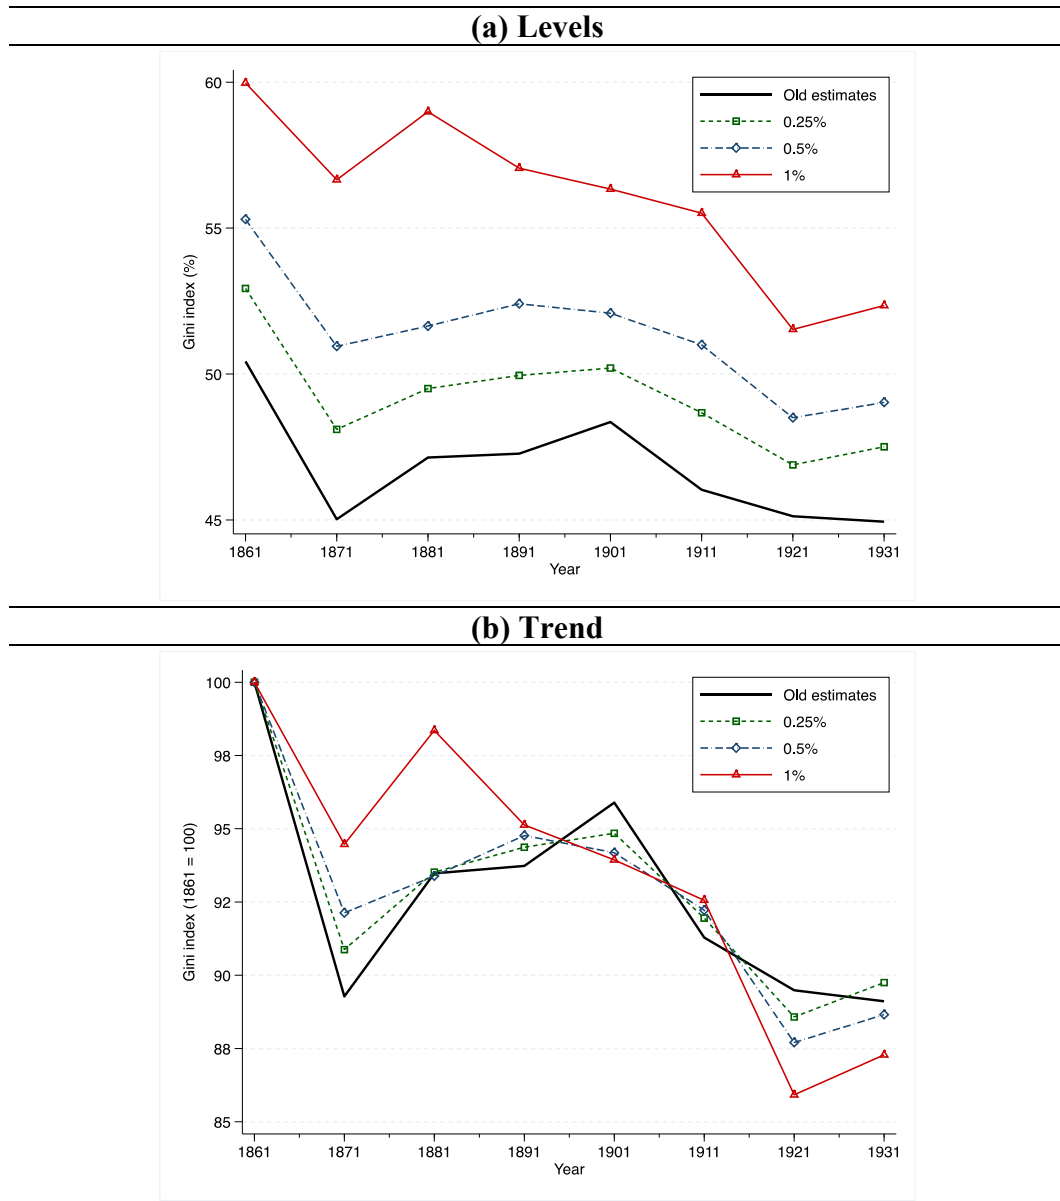 (a) Levels
60
55
50
45
Gini index (%)
Old estimates
0.25%
0.5%
1%
1861 1871 1881 1891 1901 1911 1921 1931
Year
(b) Trend
100
98
95
92
90
88
85
Gini index (1861 = 100)
Old estimates
0.25%
0.5%
1%
1861 1871 1881 1891 1901 1911 1921 1931
Year